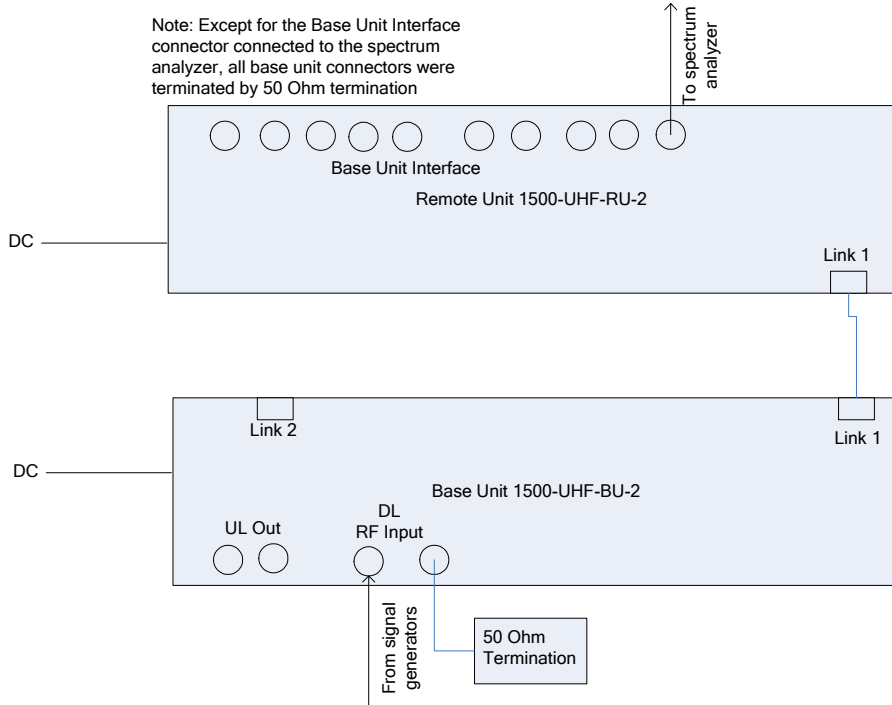 Note: Except for the Base Unit Interface
connector connected to the spectrum
analyzer, all base unit connectors were
terminated by 50 Ohm termination
To spectrum
analyzer
Base Unit Interface
Remote Unit 1500-UHF-RU-2
DC
Link 1
Link 2
Link 1
DC
Base Unit 1500-UHF-BU-2
DL
UL Out
RF Input
From signal
generators
50 Ohm
Termination